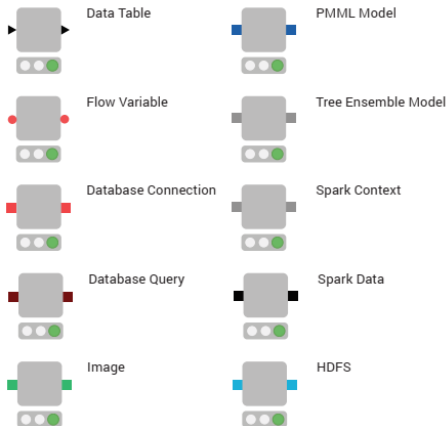 Data Table
PMML Model
Flow Variable
Tree Ensemble Model
Database Connection
Spark Context
Database Query
Spark Data
Image
HDFS